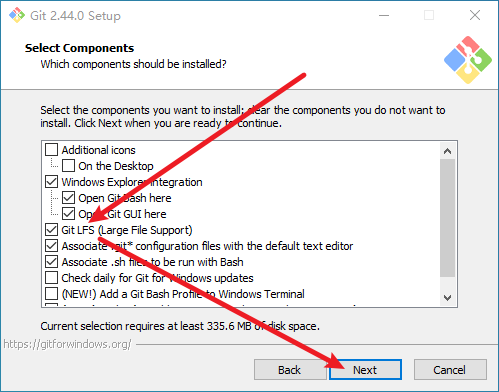 Git 2.44.0 Setup
Select Components
Which components should be installed?
Select the components you want to install; clear the components you do not want to
install. Click Next when you are ready to continue.
Additional icons
On the Desktop
Windows Explorer integration
Open Git Bash here
Open Git GUI here
Git LFS (Large File Support)
Associate .git* configuration files with the default text editor
Associate .sh files to be run with Bash
Check daily for Git for Windows updates
(NEW!) Add a Git Bash Profile to Windows Terminal
Current selection requires at least 335.6 MB of disk space.
https://gitforwindows.org/
Back
Next
Cancel